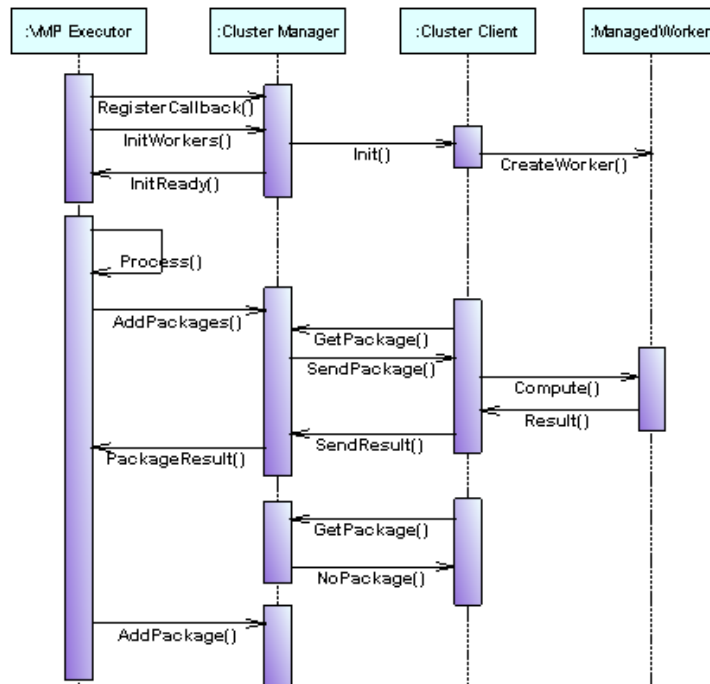 :VMP Executor :Cluster Manager :Cluster Client :ManagedWorker
RegisterCallback()
InitWorkers()
Init()
CreateWorker()
InitReady()
Process()
AddPackages()
GetPackage()
SendPackage()
Compute()
Result()
SendResult()
PackageResult()
GetPackage()
NoPackage()
AddPackage()